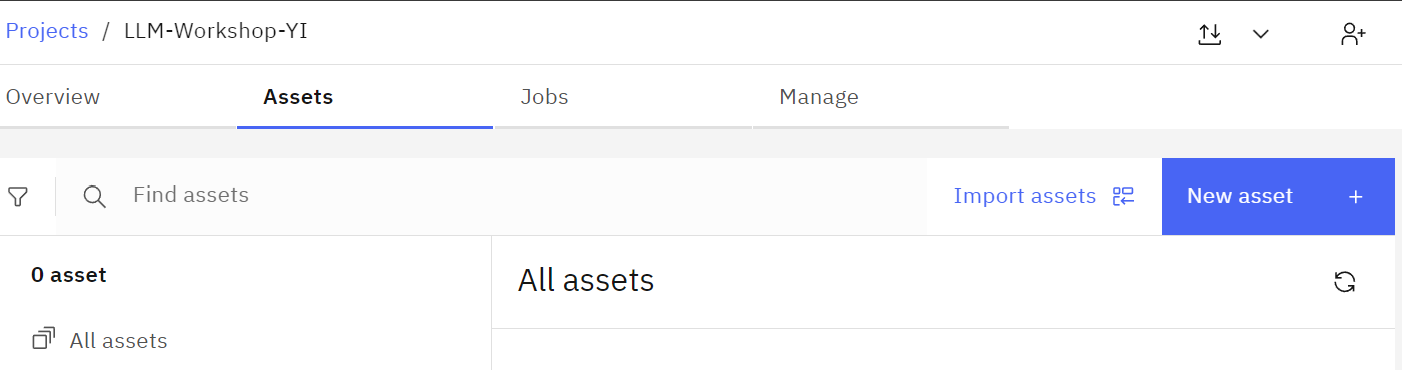 Projects / LLM-Workshop-YI
Overview Assets Jobs Manage
Find assets Import assets New asset +
0 asset All assets
All assets